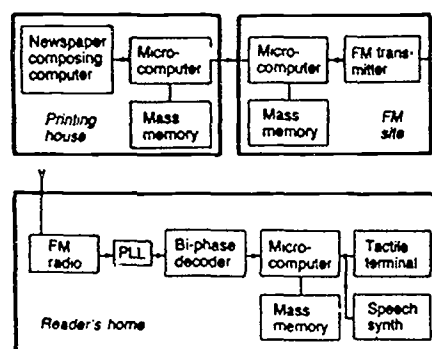 Newspaper
composing
computer
Micro-
computer
Mass
memory
Printing
house
Micro-
computer
FM trans-
mitter
Mass
memory
FM
site
FM
radio
PLL
Bi-phase
decoder
Micro-
computer
Tactile
terminal
Mass
memory
Speech
synth
Reader's home